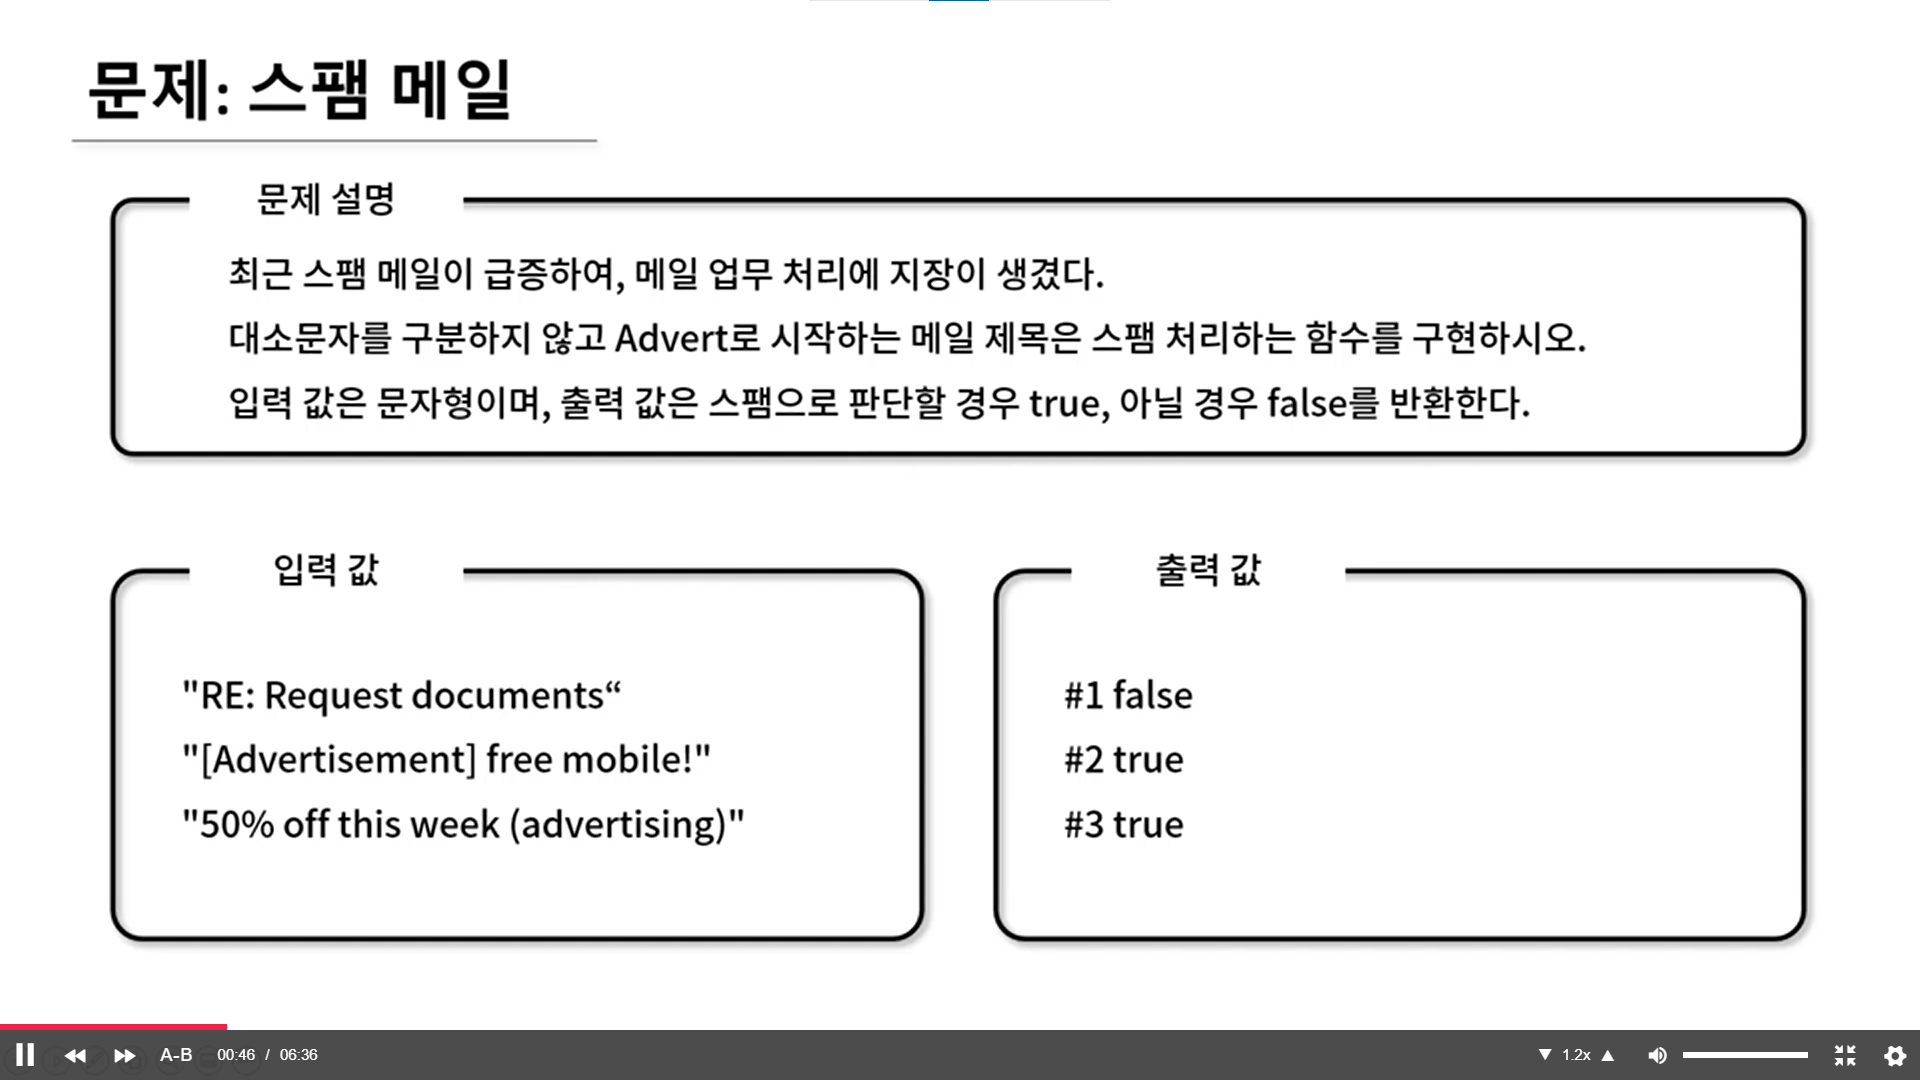 문제: 스팸 메일
문제 설명
최근 스팸 메일이 급증하여, 메일 업무 처리에 지장이 생겼다.
대소문자를 구분하지 않고 Advert로 시작하는 메일 제목은 스팸 처리하는 함수를 구현하시오.
입력 값은 문자형이며, 출력 값은 스팸으로 판단할 경우 true, 아닐 경우 false를 반환한다.
입력 값
"RE: Request documents“
"[Advertisement] free mobile!"
"50% off this week (advertising)"
출력 값
#1 false
#2 true
#3 true
A-B 00:46 / 06:36 ▼ 1.2x ▲